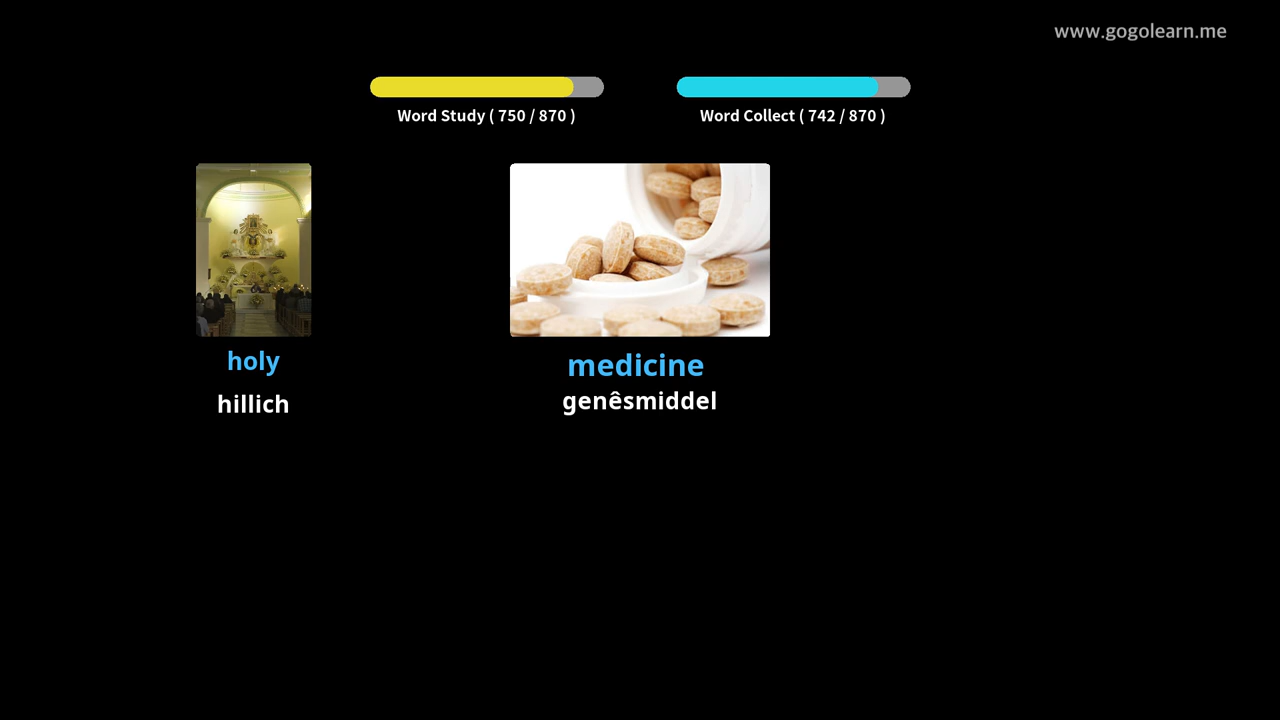 www.gogolearn.me
Word Study ( 750 / 870 )
Word Collect ( 742 / 870 )
holy
hillich
medicine
genêsmiddel